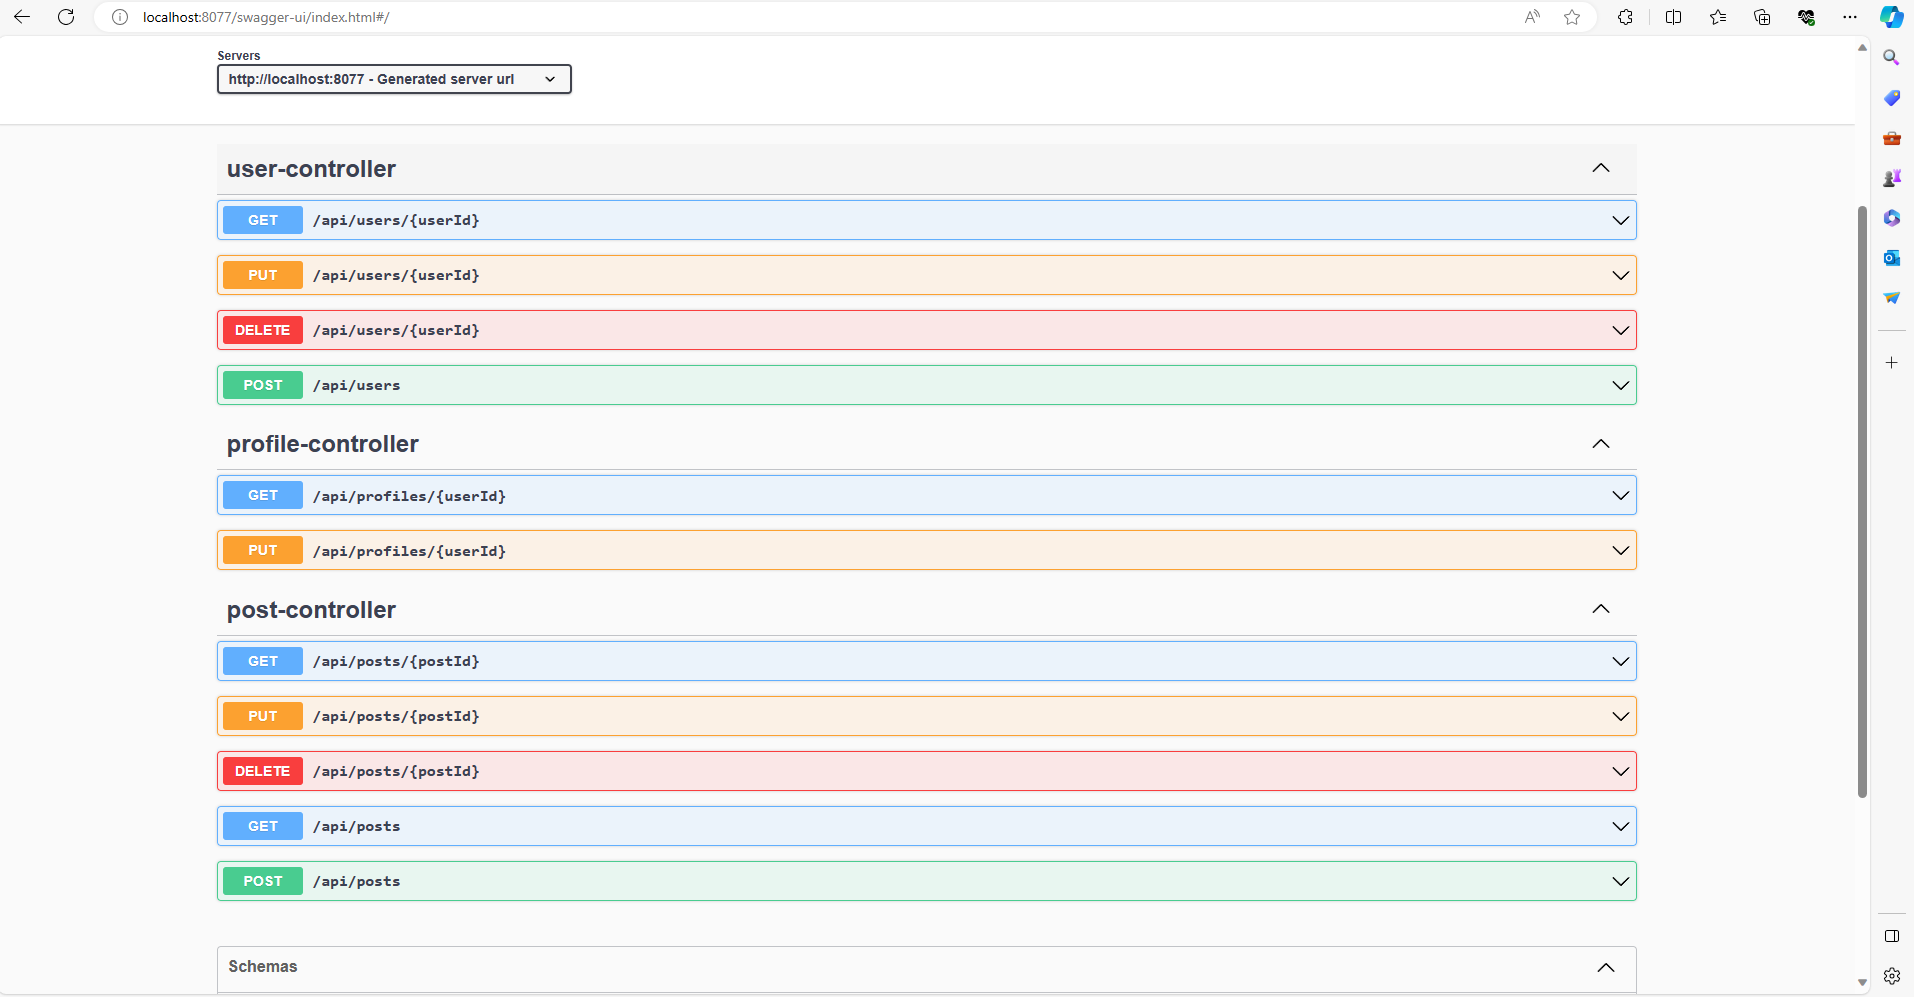 localhost:8077/swagger-ui/index.html#/
Servers
http://localhost:8077 - Generated server url
user-controller
GET /api/users/{userId}
PUT /api/users/{userId}
DELETE /api/users/{userId}
POST /api/users
profile-controller
GET /api/profiles/{userId}
PUT /api/profiles/{userId}
post-controller
GET /api/posts/{postId}
PUT /api/posts/{postId}
DELETE /api/posts/{postId}
GET /api/posts
POST /api/posts
Schemas